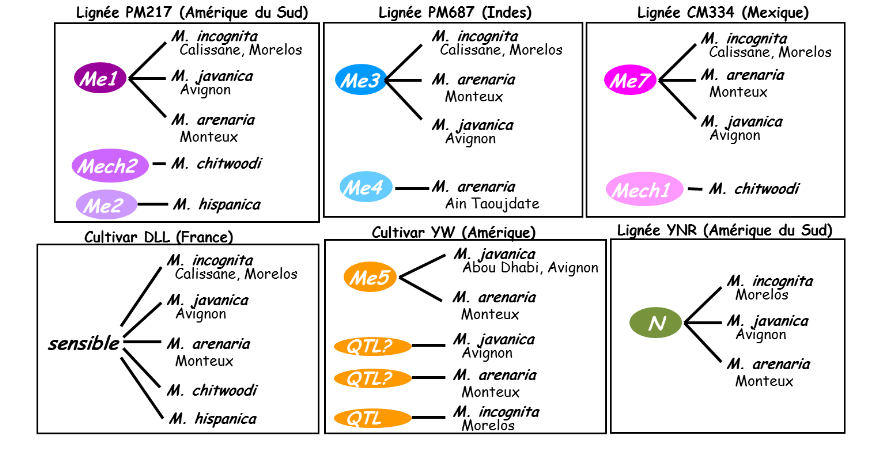 Lignée PM217 (Amérique du Sud)
Me1
M. incognita
Calissane, Morelos
M. javanica
Avignon
M. arenaria
Monteux
Mech2
M. chitwoodi
Me2
M. hispanica
Lignée PM687 (Indes)
Me3
M. incognita
Calissane, Morelos
M. arenaria
Monteux
M. javanica
Avignon
Me4
M. arenaria
Ain Taoujdate
Lignée CM334 (Mexique)
Me7
M. incognita
Calissane, Morelos
M. arenaria
Monteux
M. javanica
Avignon
Mech1
M. chitwoodi
Cultivar DLL (France)
sensible
M. incognita
Calissane, Morelos
M. javanica
Avignon
M. arenaria
Monteux
M. chitwoodi
M. hispanica
Cultivar YW (Amérique)
Me5
M. javanica
Abou Dhabi, Avignon
M. arenaria
Monteux
QTL?
M. javanica
Avignon
QTL?
M. arenaria
Monteux
QTL
M. incognita
Morelos
Lignée YNR (Amérique du Sud)
N
M. incognita
Morelos
M. javanica
Avignon
M. arenaria
Monteux